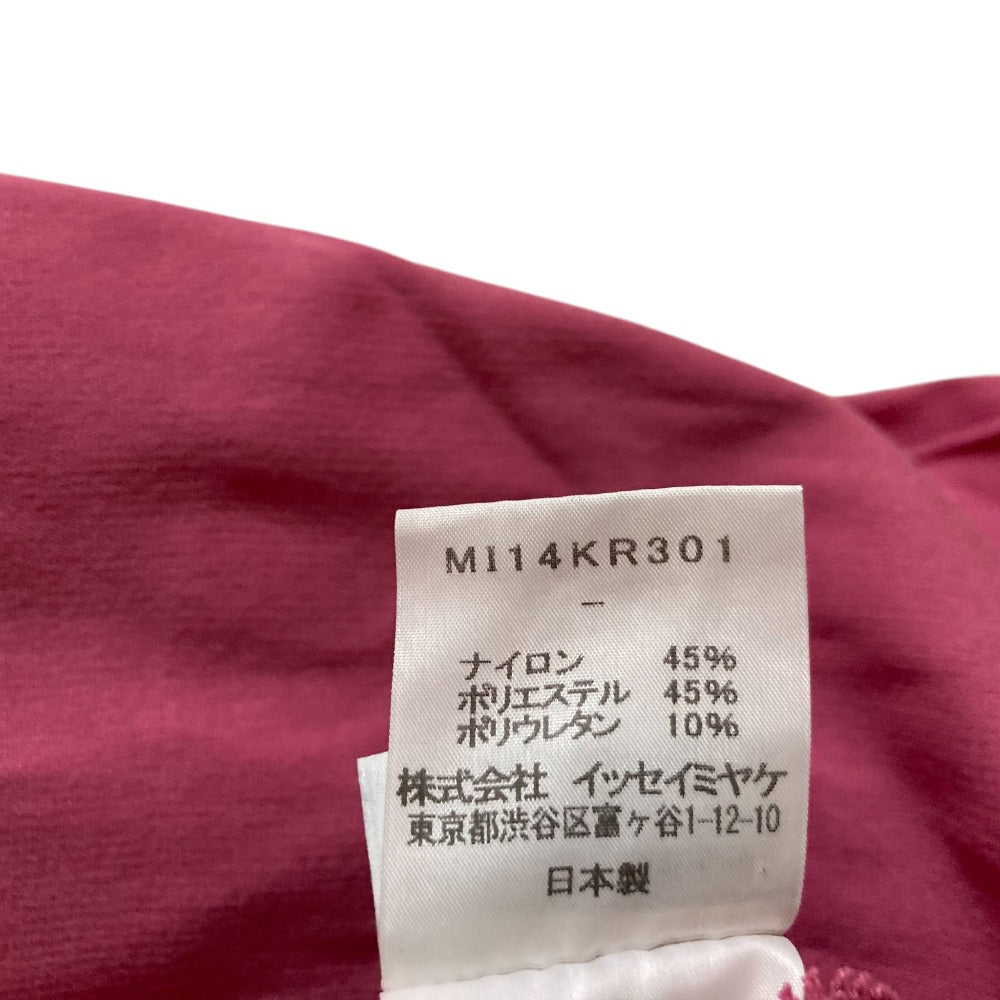 MI14KR301
−
ナイロン 45%
ポリエステル 45%
ポリウレタン 10%
株式会社 イッセイミヤケ
東京都渋谷区富ヶ谷1-12-10
日本製